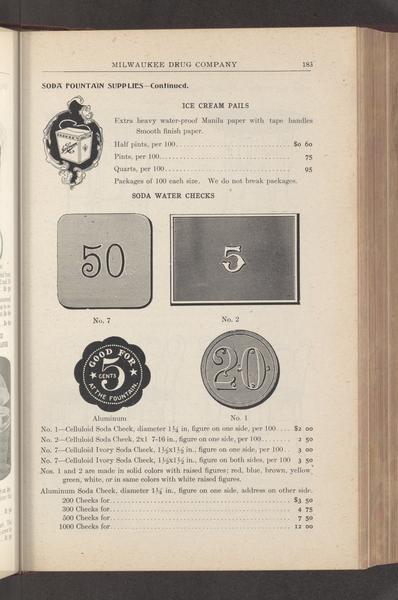 MILWAUKEE DRUG COMPANY 183
SODA FOUNTAIN SUPPLIES—Continued.
ICE CREAM PAILS
Extra heavy water-proof Manila paper with tape handles
Smooth finish paper.
Half pints, per 100 $0 60
Pints, per 100 75
Quarts, per 100 95
Packages of 100 each size. We do not break packages.
SODA WATER CHECKS
50
5
No. 7
No. 2
GOOD FOR
5
CENTS
AT THE FOUNTAIN.
20
Aluminum
No. 1
No. 1—Celluloid Soda Check, diameter 1¼ in, figure on one side, per 100 $2 00
No. 2—Celluloid Soda Cheak, 2x1 7-16 in., figure on one side, per 100 2 50
No. 7—Celluloid Ivory Soda Check, 1½x1½ in., figure on one side, per 100 3 00
No. 7—Celluloid Ivory Soda Check, 1½x1½ in., figure on both sides, per 100 3 50
Nos. 1 and 2 are made in solid colors with raised figures; red, blue, brown, yellow
green, white, or in same colors with white raised figures.
Aluminum Soda Check, diameter 1¼ in., figure on one side, address on other side.
200 Checks for $3 50
300 Checks for 4 75
500 Checks for 7 50
1000 Checks for 12 00